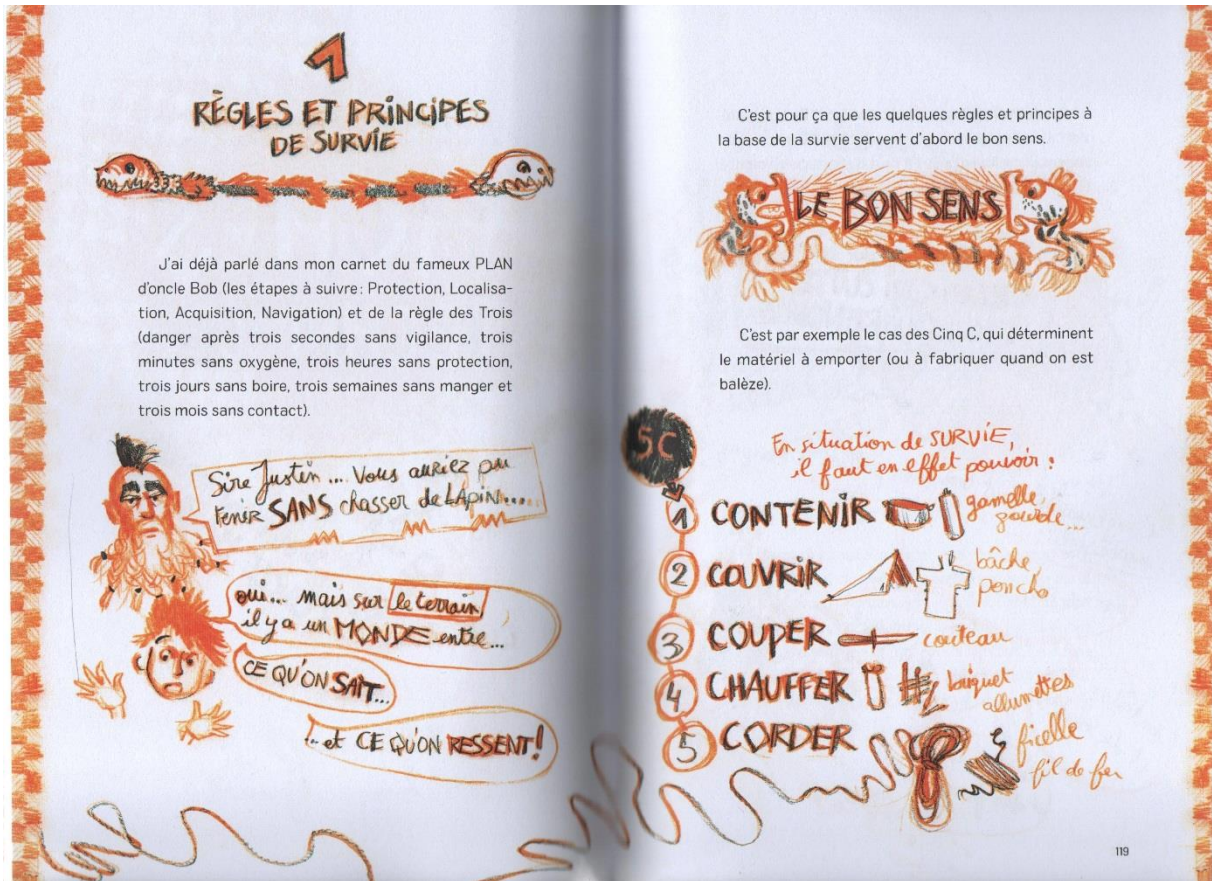 1
RÈGLES ET PRINCIPES
DE SURVIE
J'ai déjà parlé dans mon carnet du fameux PLAN
d'oncle Bob (les étapes à suivre : Protection, Localisa-
tion, Acquisition, Navigation) et de la règle des Trois
(danger après trois secondes sans vigilance, trois
minutes sans oxygène, trois heures sans protection,
trois jours sans boire, trois semaines sans manger et
trois mois sans contact).
Sire Justin .... Vous auriez pu
tenir SANS chasser de LAPIN.....
oui... mais sur le terrain
il y a un MONDE entre...
CE QU'ON SAIT...
... et CE QU'ON RESSENT !
C'est pour ça que les quelques règles et principes à
la base de la survie servent d'abord le bon sens.
LE BON SENS
C'est par exemple le cas des Cinq C, qui déterminent
le matériel à emporter (ou à fabriquer quand on est
balèze).
5C
En situation de SURVIE,
il faut en effet pouvoir :
1 CONTENIR gamelle, gourde...
2 COUVRIR bâche, poncho
3 COUPER couteau
4 CHAUFFER briquet allumettes
5 CORDER ficelle fil de fer
119